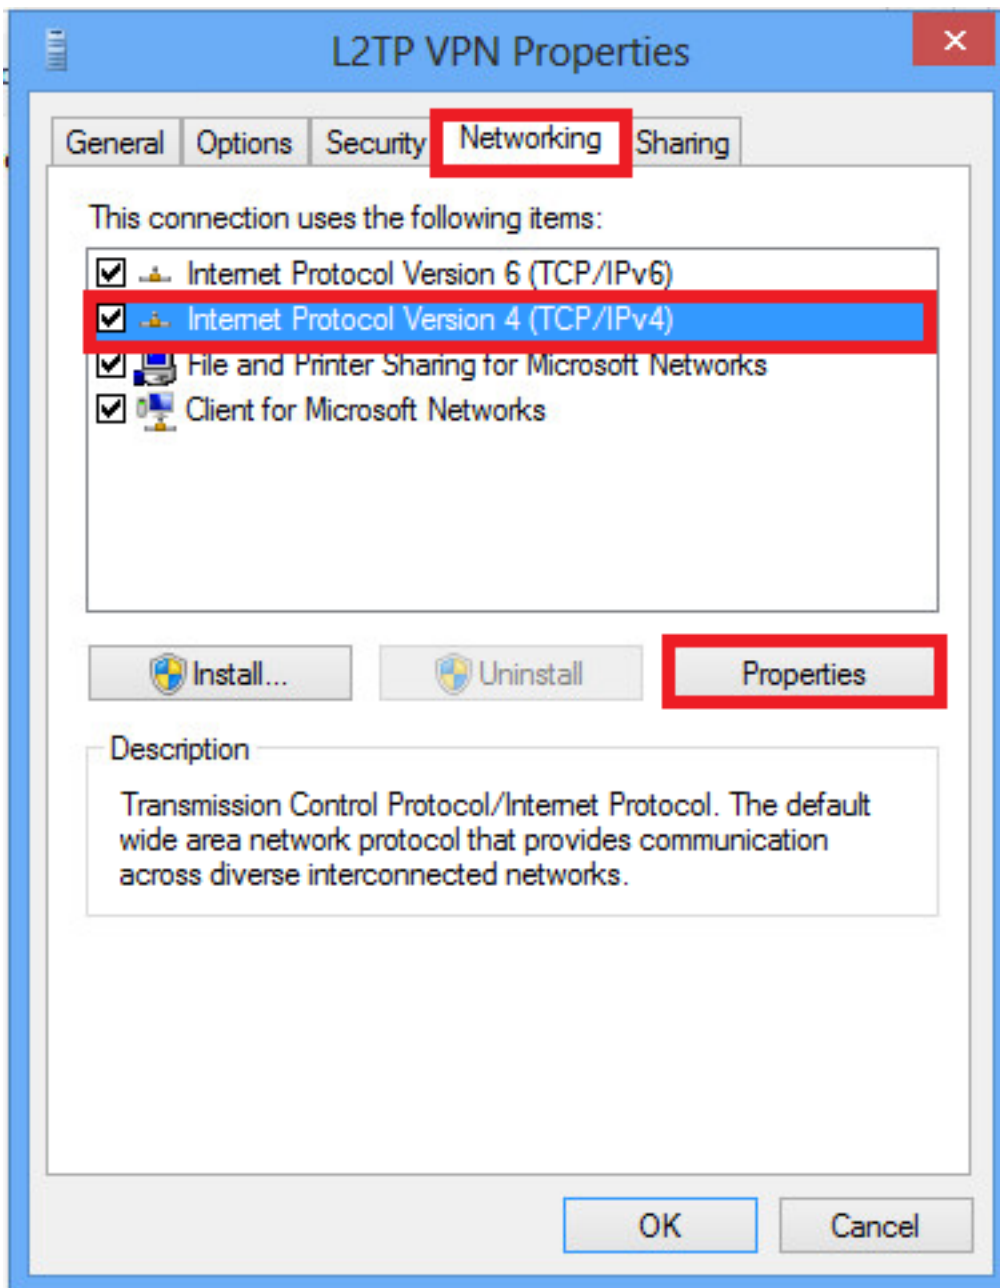 L2TP VPN Properties
General Options Security Networking Sharing
This connection uses the following items:
Internet Protocol Version 6 (TCP/IPv6)
Internet Protocol Version 4 (TCP/IPv4)
File and Printer Sharing for Microsoft Networks
Client for Microsoft Networks
Install... Uninstall Properties
Description
Transmission Control Protocol/Internet Protocol. The default
wide area network protocol that provides communication
across diverse interconnected networks.
OK Cancel